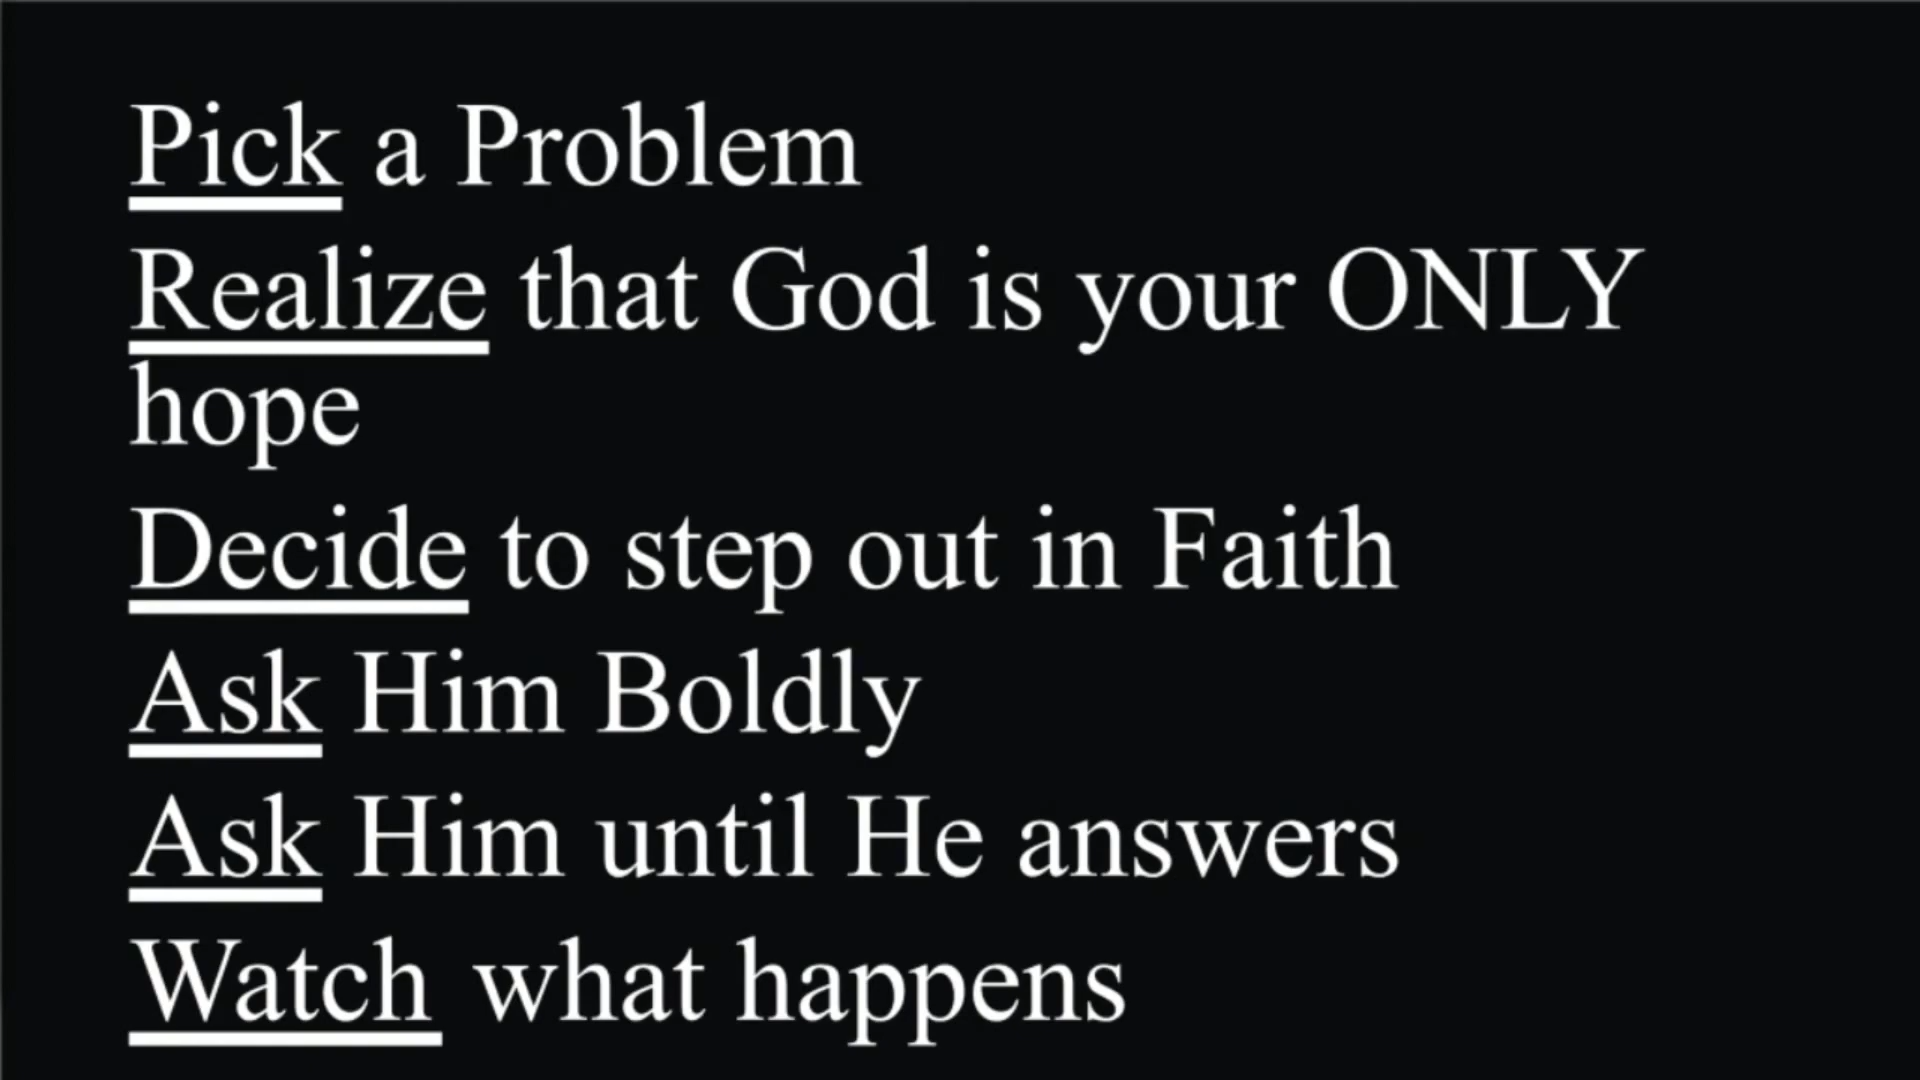 Pick a Problem
Realize that God is your ONLY
hope
Decide to step out in Faith
Ask Him Boldly
Ask Him until He answers
Watch what happens